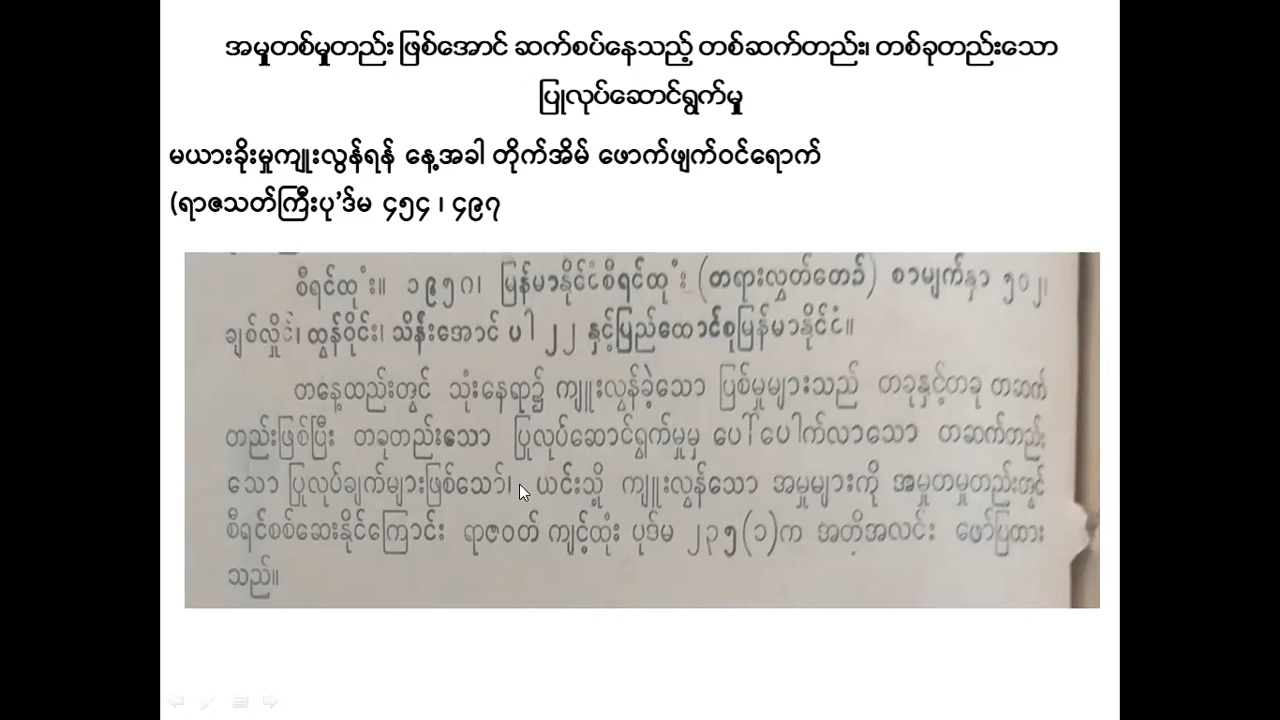 အမှုတစ်မှုတည်း ဖြစ်အောင် ဆက်စပ်နေသည့် တစ်ဆက်တည်း၊ တစ်ခုတည်းသော
ပြုလုပ်ဆောင်ရွက်မှု
မယားခိုးမှုကျူးလွန်ရန် နေ့အခါ တိုက်အိမ် ဖောက်ဖျက်ဝင်ရောက်
(ရာဇသတ်ကြီးပုဒ်မ ၄၅၄ ၊ ၄၉၇
စီရင်ထုံး။ ၁၉၅၈၊ မြန်မာနိုင်ငံစီရင်ထုံး (တရားလွှတ်တော်) စာမျက်နှာ ၅၀၂၊
ချစ်လှိုင်၊ ထွန်ဝိုင်း၊ သိန်းအောင် ပါ ၂၂ နှင့်ပြည်ထောင်စုမြန်မာနိုင်ငံ။
တနေ့ထည်းတွင် သုံးနေရာ၌ ကျူးလွန်ခဲ့သော ပြစ်မှုများသည် တခုနှင့်တခု တဆက်
တည်းဖြစ်ပြီး တခုတည်းသော ပြုလုပ်ဆောင်ရွက်မှုမှ ပေါ်ပေါက်လာသော တဆက်တည်း
သော ပြုလုပ်ချက်များဖြစ်သော်၊ ယင်းသို့ ကျူးလွန်သော အမှုများကို အမှုတမှုတည်းတွင်
စီရင်စစ်ဆေးနိုင်ကြောင်း ရာဇဝတ် ကျင့်ထုံး ပုဒ်မ ၂၃၅(၁)က အတိအလင်း ဖော်ပြထား
သည်။